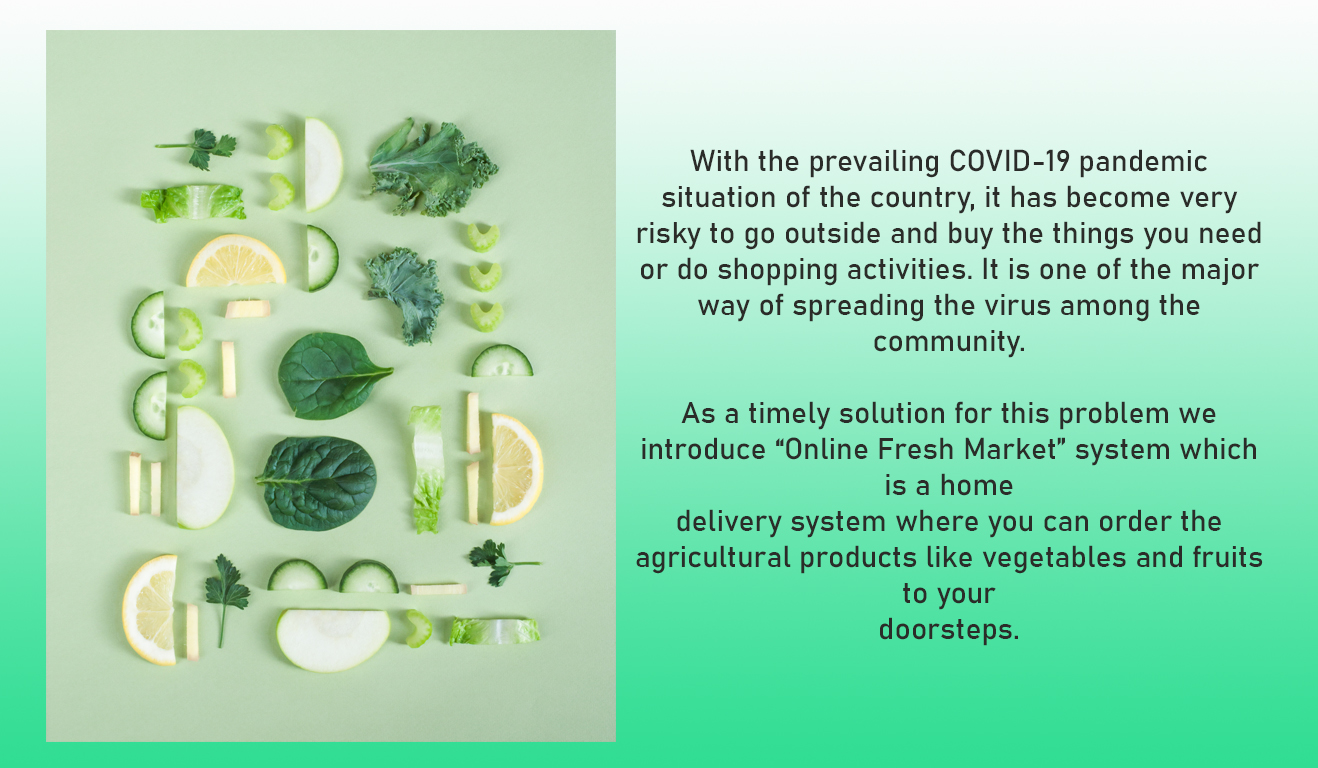 With the prevailing COVID-19 pandemic
situation of the country, it has become very
risky to go outside and buy the things you need
or do shopping activities. It is one of the major
way of spreading the virus among the
community.
As a timely solution for this problem we
introduce “Online Fresh Market” system which
is a home
delivery system where you can order the
agricultural products like vegetables and fruits
to your
doorsteps.